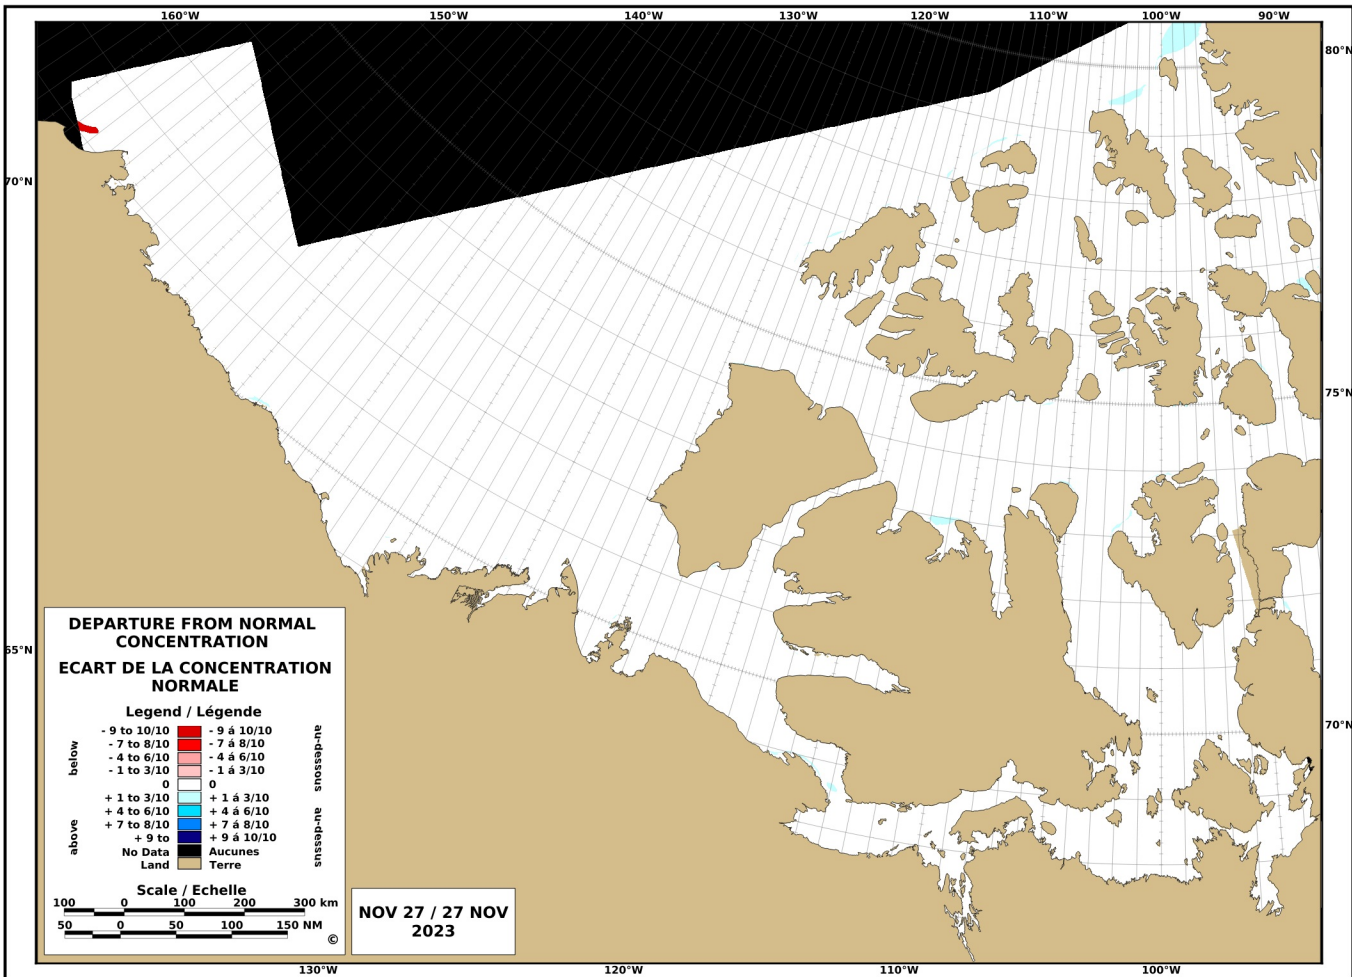 160°W 150°W 140°W 130°W 120°W 110°W 100°W 90°W
80°N
70°N
75°N
65°N
70°N
DEPARTURE FROM NORMAL
CONCENTRATION
ECART DE LA CONCENTRATION
NORMALE
Legend / Légende
below
au-dessous
- 9 to 10/10 - 9 á 10/10
- 7 to 8/10 - 7 á 8/10
- 4 to 6/10 - 4 á 6/10
- 1 to 3/10 - 1 á 3/10
0 0
above
au-dessus
+ 1 to 3/10 + 1 á 3/10
+ 4 to 6/10 + 4 á 6/10
+ 7 to 8/10 + 7 á 8/10
+ 9 to + 9 á 10/10
No Data Aucunes
Land Terre
Scale / Echelle
100 0 100 200 300 km
50 0 50 100 150 NM
©
NOV 27 / 27 NOV
2023
130°W 120°W 110°W 100°W